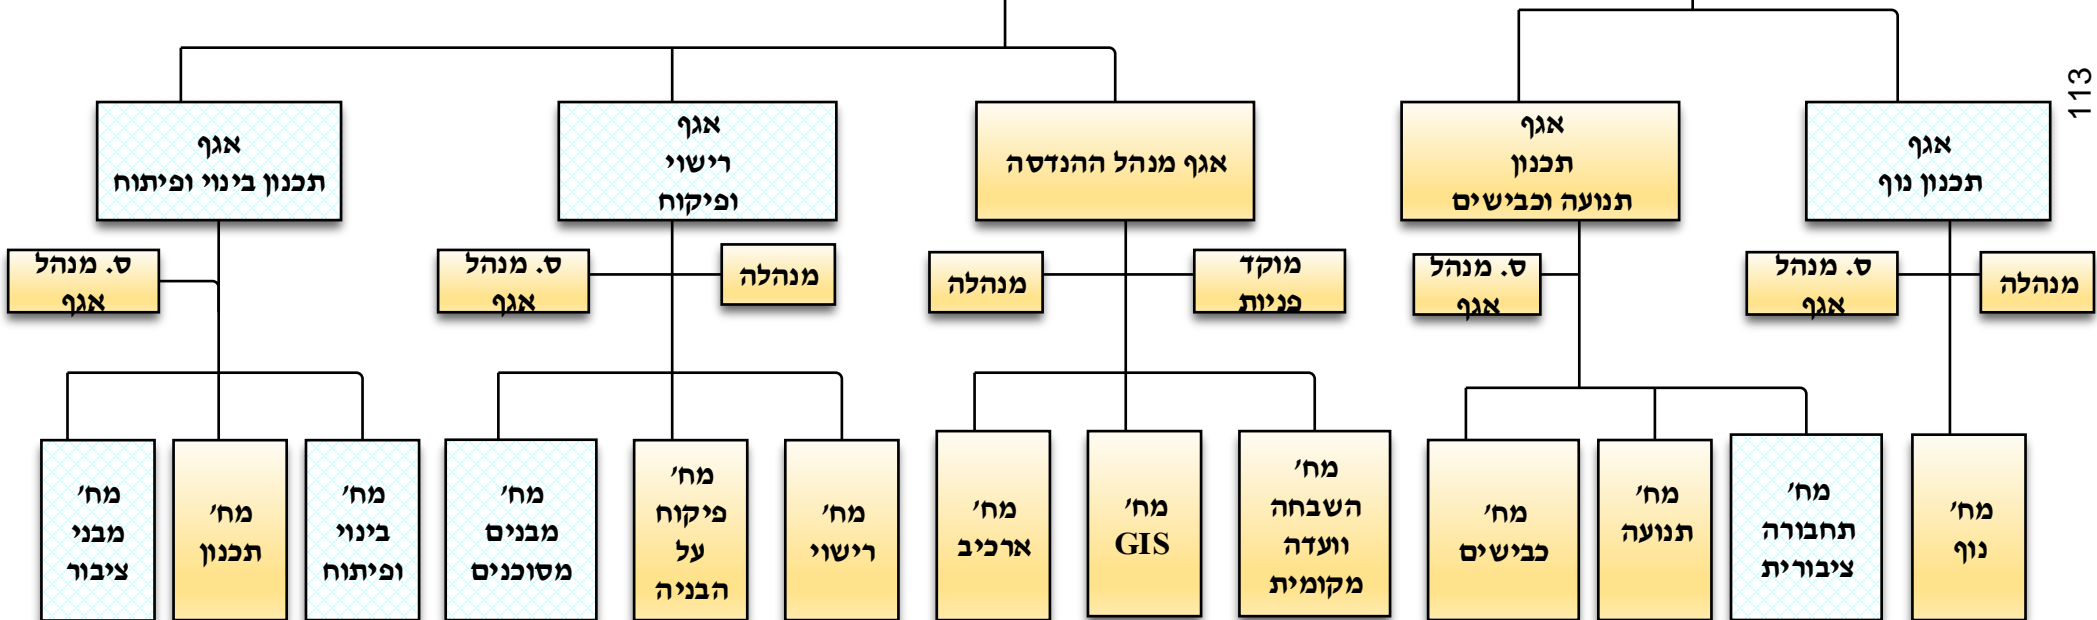 113
אגף
תכנון נוף
אגף
תכנון
תנועה וכבישים
אגף מנהל ההנדסה
אגף
רישוי
ופיקוח
אגף
תכנון בינוי ופיתוח
מנהלה
ס. מנהל
אגף
ס. מנהל
אגף
מוקד
פניות
מנהלה
מנהלה
ס. מנהל
אגף
ס. מנהל
אגף
מח'
נוף
מח'
תחבורה
ציבורית
מח'
תנועה
מח'
כבישים
מח'
השבחה
וועדה
מקומית
מח'
GIS
מח'
ארכיב
מח'
רישוי
מח'
פיקוח
על
הבניה
מח'
מבנים
מסוכנים
מח'
בינוי
ופיתוח
מח'
תכנון
מח'
מבני
ציבור